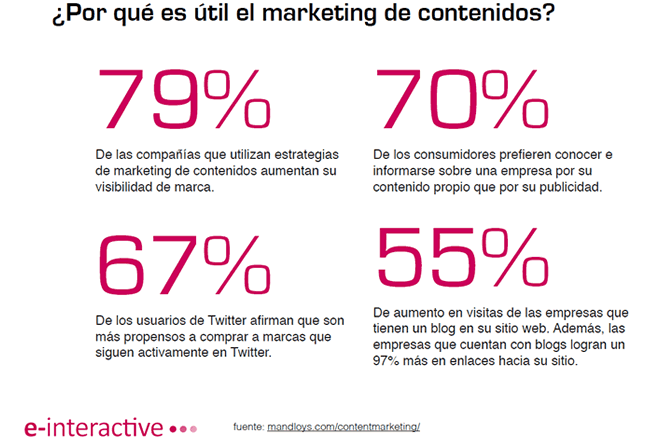 ¿Por qué es útil el marketing de contenidos?
79%
De las compañías que utilizan estrategias
de marketing de contenidos aumentan su
visibilidad de marca.
70%
De los consumidores prefieren conocer e
informarse sobre una empresa por su
contenido propio que por su publicidad.
67%
De los usuarios de Twitter afirman que son
más propensos a comprar a marcas que
siguen activamente en Twitter.
55%
De aumento en visitas de las empresas que
tienen un blog en su sitio web. Además, las
empresas que cuentan con blogs logran un
97% más en enlaces hacia su sitio.
e-interactive
fuente: mandloys.com/contentmarketing/